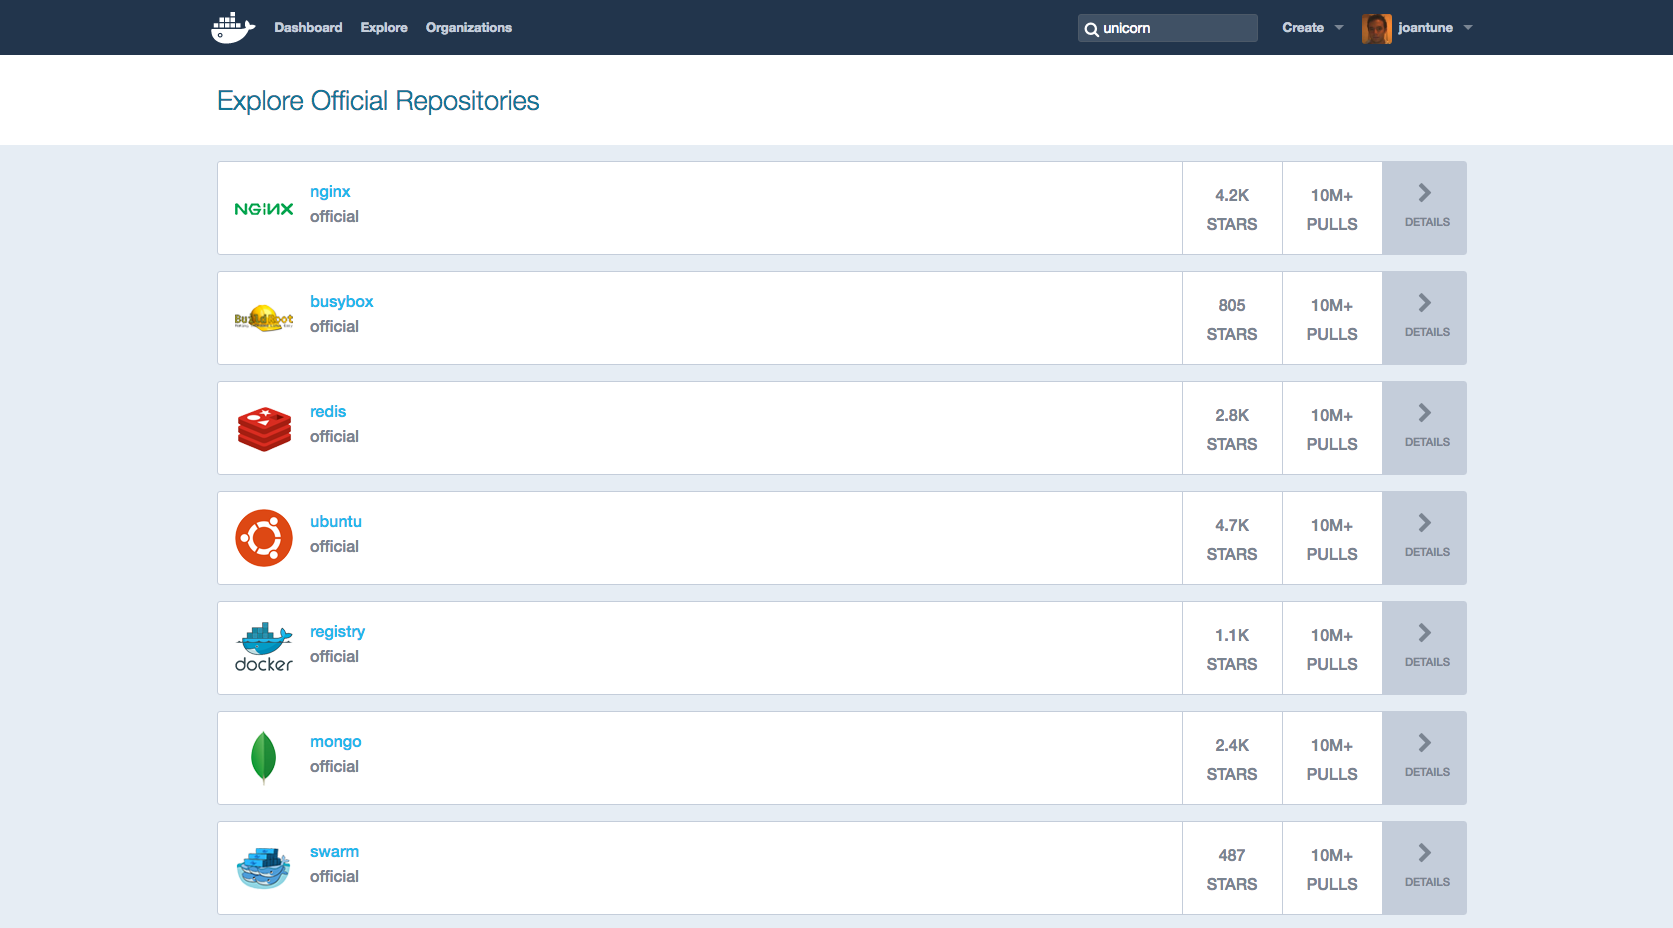 Dashboard Explore Organizations unicorn Create joantune
Explore Official Repositories
NGINX
nginx
official
4.2K
STARS
10M+
PULLS
DETAILS
busybox
official
805
STARS
10M+
PULLS
DETAILS
redis
official
2.8K
STARS
10M+
PULLS
DETAILS
ubuntu
official
4.7K
STARS
10M+
PULLS
DETAILS
docker
registry
official
1.1K
STARS
10M+
PULLS
DETAILS
mongo
official
2.4K
STARS
10M+
PULLS
DETAILS
swarm
official
487
STARS
10M+
PULLS
DETAILS